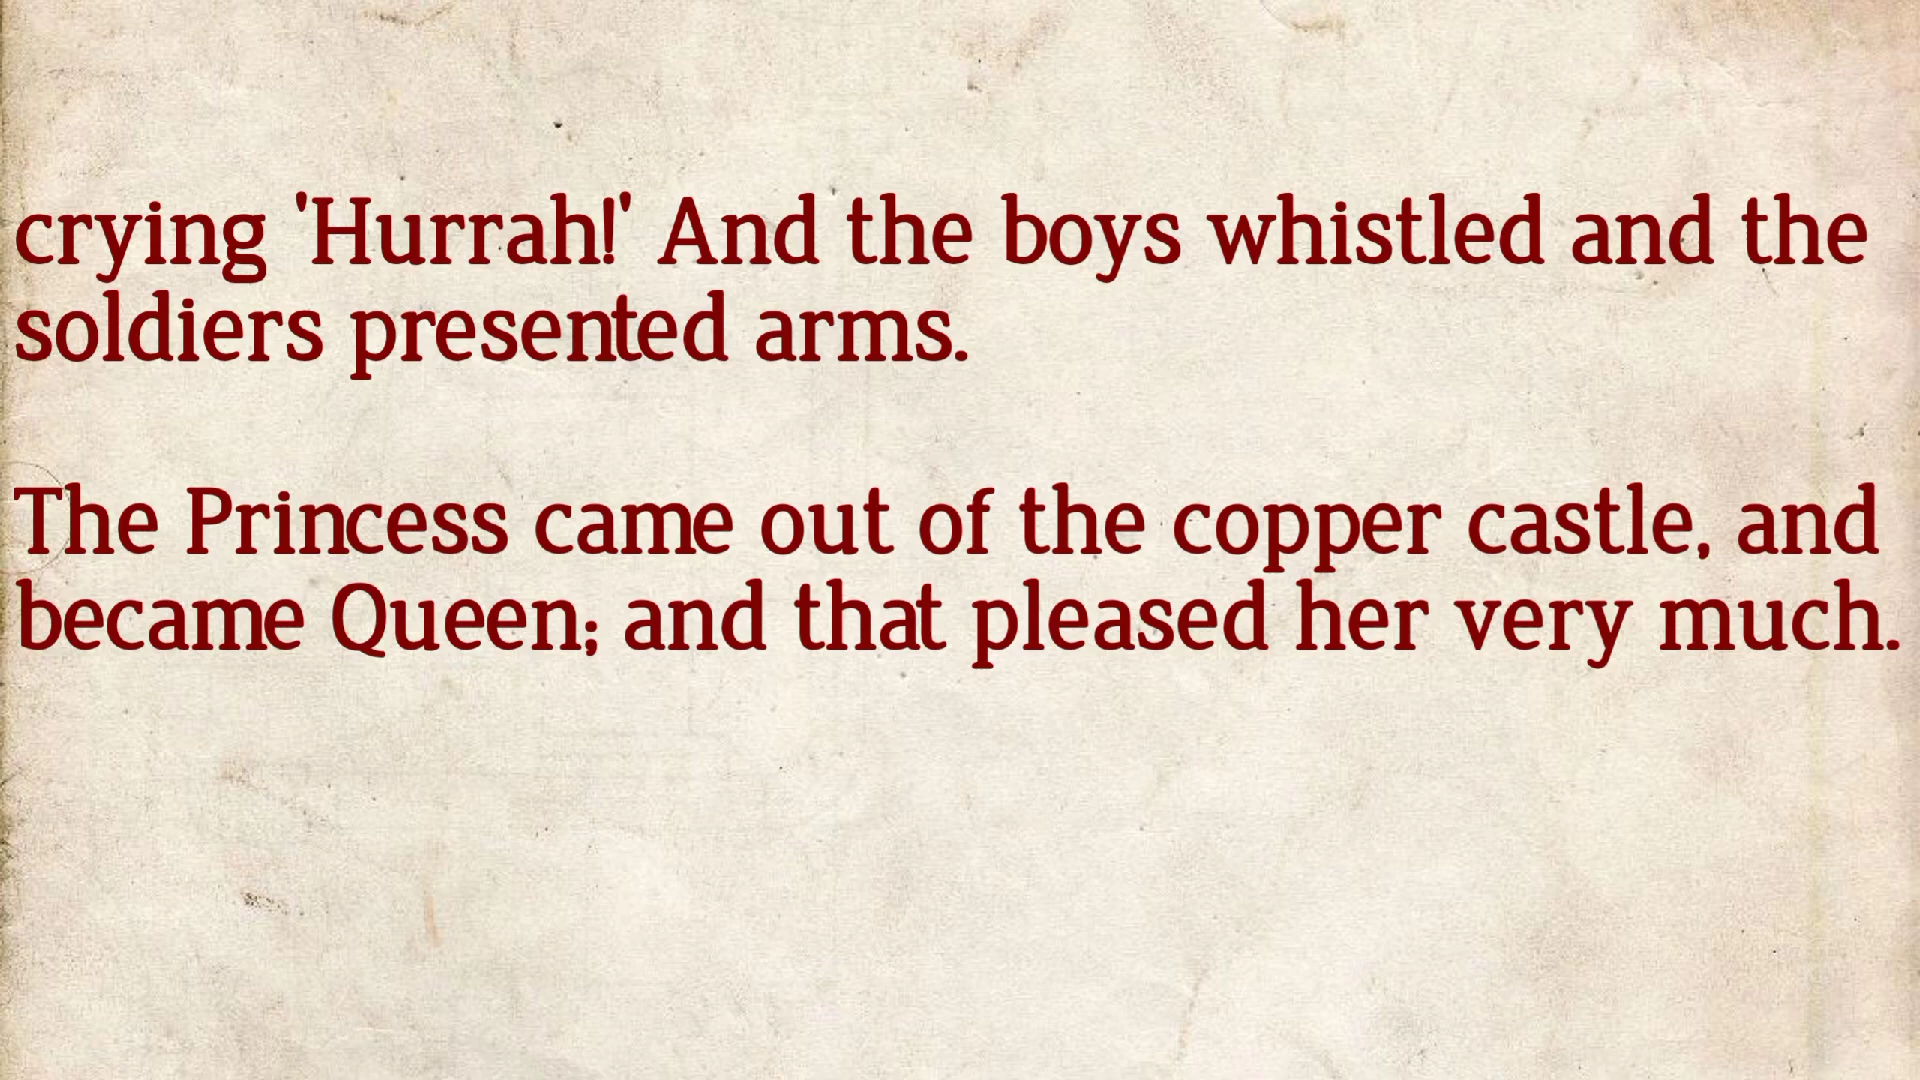 crying 'Hurrah!' And the boys whistled and the
soldiers presented arms.
The Princess came out of the copper castle, and
became Queen; and that pleased her very much.